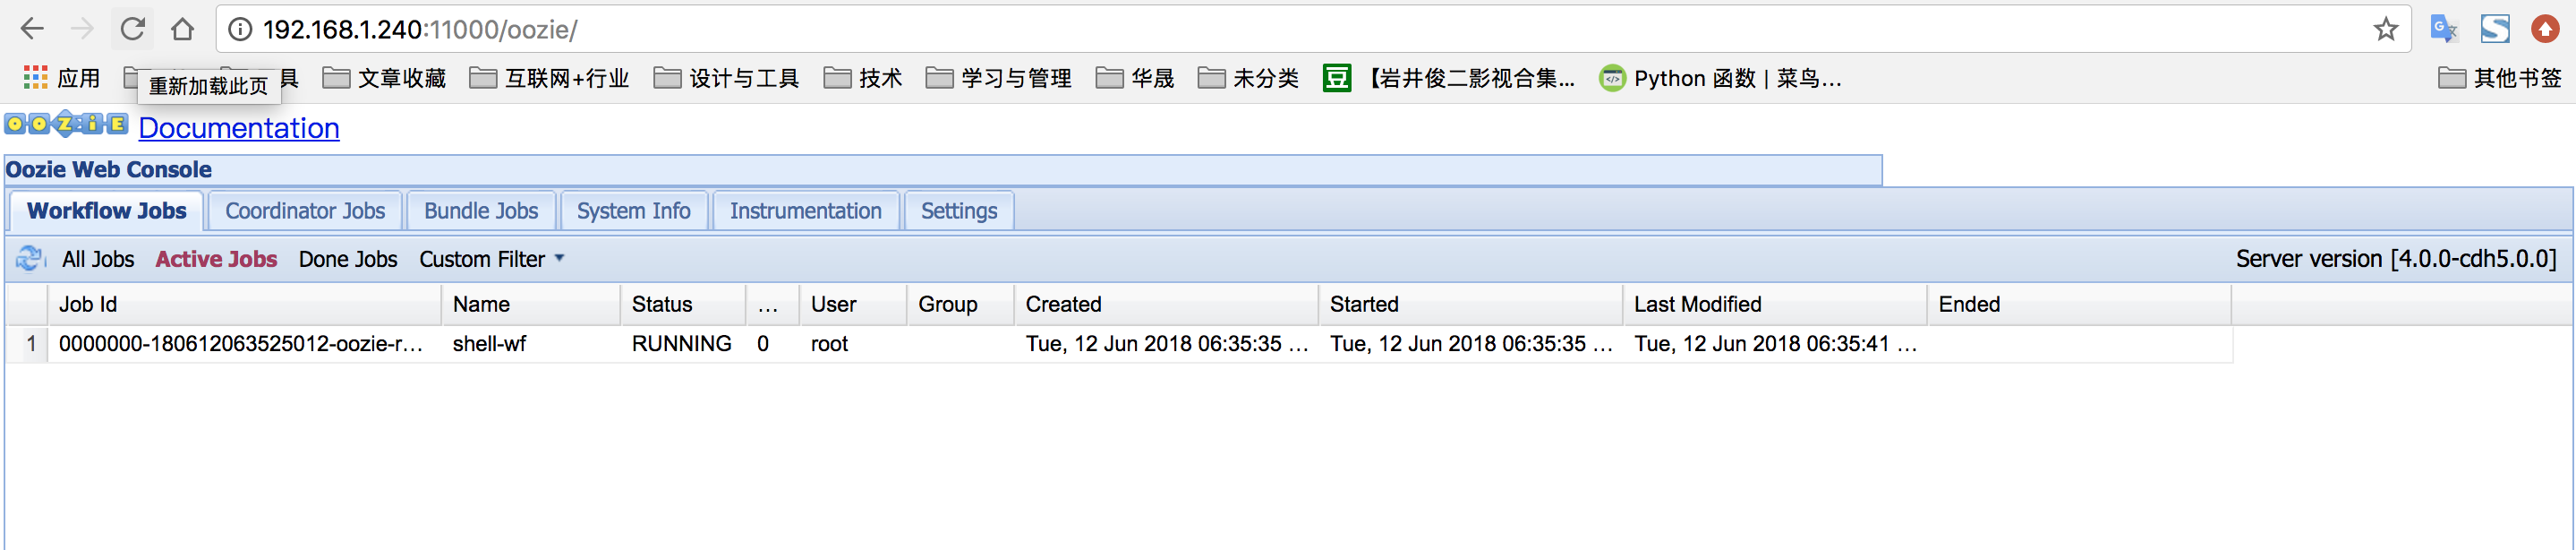 192.168.1.240:11000/oozie/
应用
具
文章收藏
互联网+行业
设计与工具
技术
学习与管理
华晟
未分类
豆
【岩井俊二影视合集...
Python 函数 | 菜鸟...
其他书签
重新加载此页
OOZiE Documentation
Oozie Web Console
Workflow Jobs Coordinator Jobs Bundle Jobs System Info Instrumentation Settings
All Jobs Active Jobs Done Jobs Custom Filter Server version [4.0.0-cdh5.0.0]
Job Id Name Status ... User Group Created Started Last Modified Ended
1 0000000-180612063525012-oozie-r... shell-wf RUNNING 0 root Tue, 12 Jun 2018 06:35:35 ... Tue, 12 Jun 2018 06:35:35 ... Tue, 12 Jun 2018 06:35:41 ...